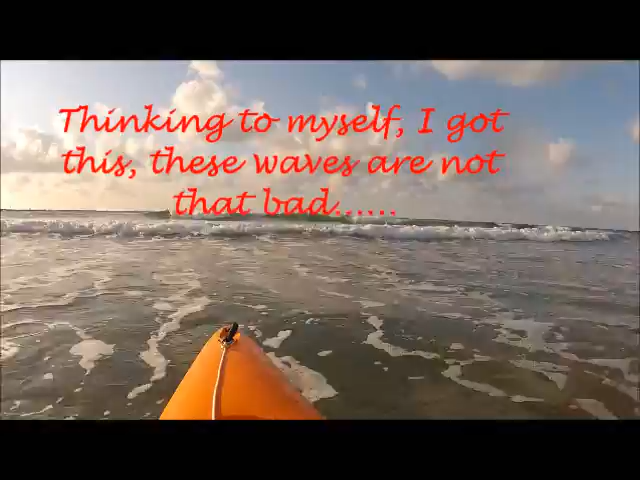 Thinking to myself, I got
this, these waves are not
that bad......